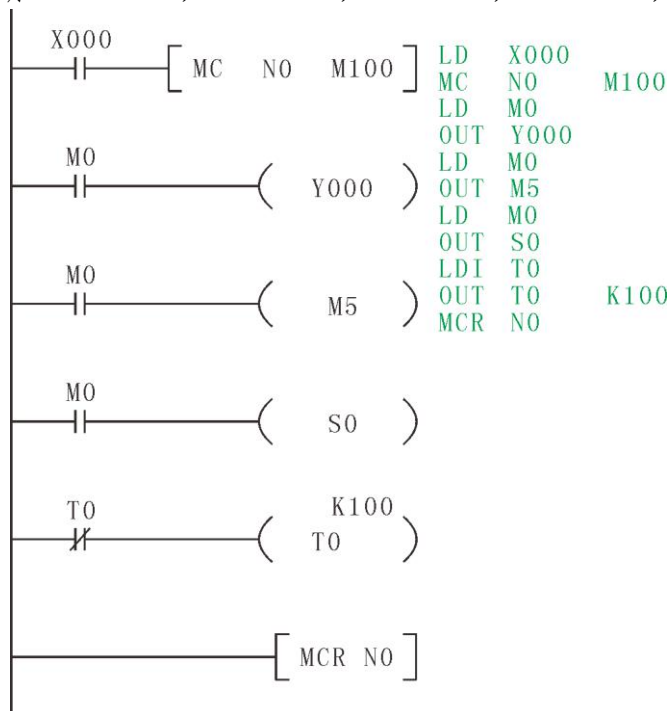 X000
MC N0 M100
M0
Y000
M0
M5
M0
S0
T0
K100
T0
MCR N0
LD X000
MC N0 M100
LD M0
OUT Y000
LD M0
OUT M5
LD M0
OUT S0
LDI T0
OUT T0 K100
MCR N0